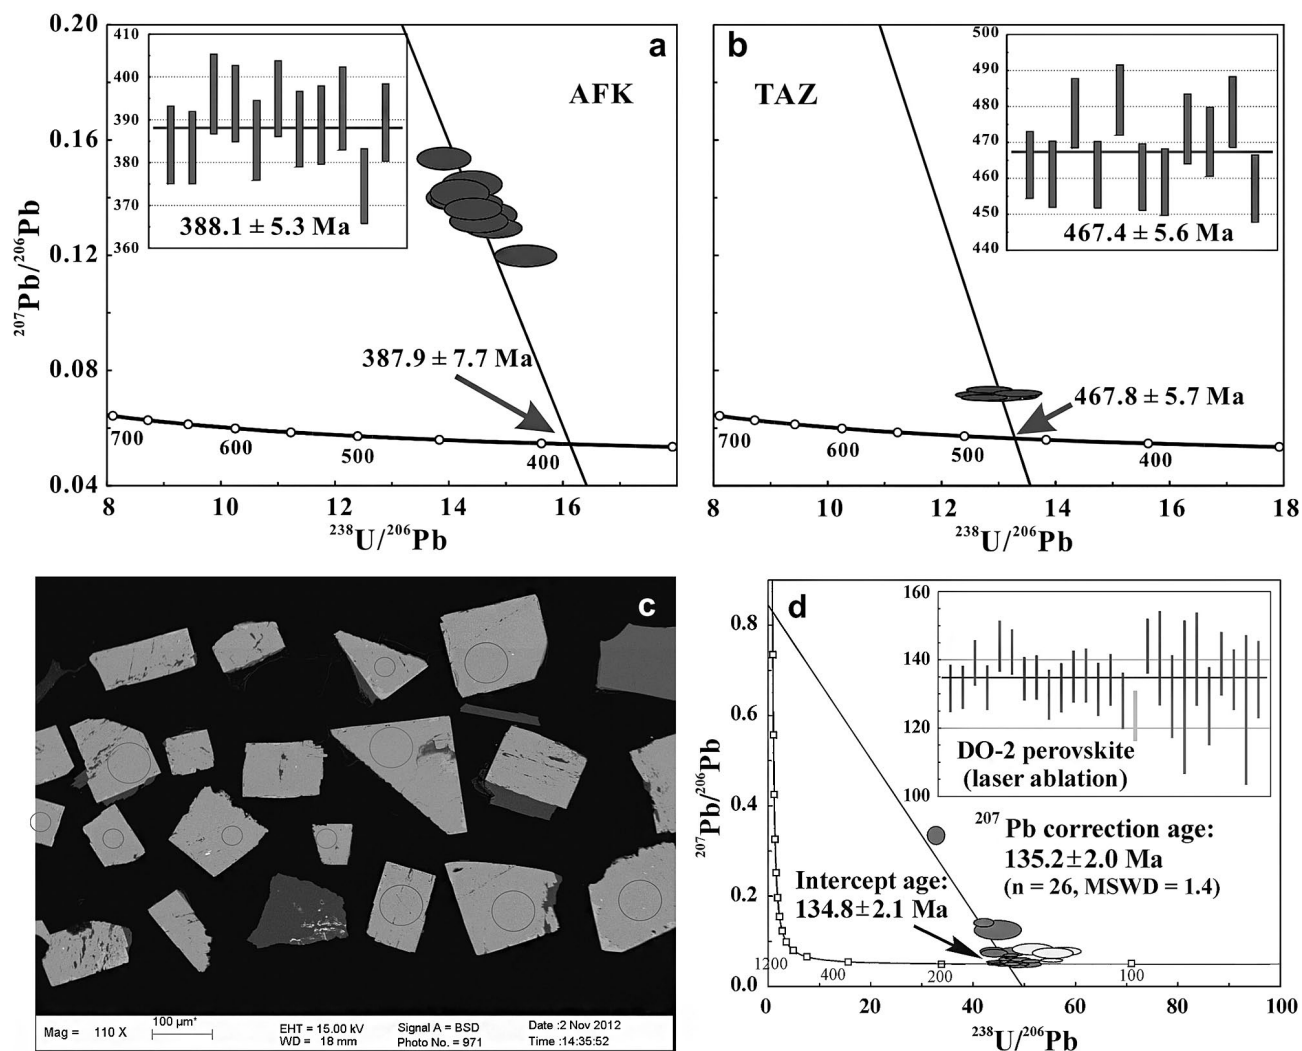 a
AFK
0.20
0.16
0.12
0.08
0.04
²⁰⁷Pb/²⁰⁶Pb
410
400
390
380
370
360
388.1 ± 5.3 Ma
387.9 ± 7.7 Ma
700
600
500
400
8
10
12
14
16
²³⁸U/²⁰⁶Pb
b
TAZ
500
490
480
470
460
450
440
467.4 ± 5.6 Ma
467.8 ± 5.7 Ma
700
600
500
400
8
10
12
14
16
18
²³⁸U/²⁰⁶Pb
c
Mag = 110 X
100 µm*
EHT = 15.00 kV
WD = 18 mm
Signal A = BSD
Photo No. = 971
Date :2 Nov 2012
Time :14:35:52
d
0.8
0.6
0.4
0.2
0.0
²⁰⁷Pb/²⁰⁶Pb
160
140
120
100
DO-2 perovskite
(laser ablation)
²⁰⁷ Pb correction age:
135.2±2.0 Ma
(n = 26, MSWD = 1.4)
Intercept age:
134.8±2.1 Ma
1200
400
200
100
0
20
40
60
80
100
²³⁸U/²⁰⁶Pb